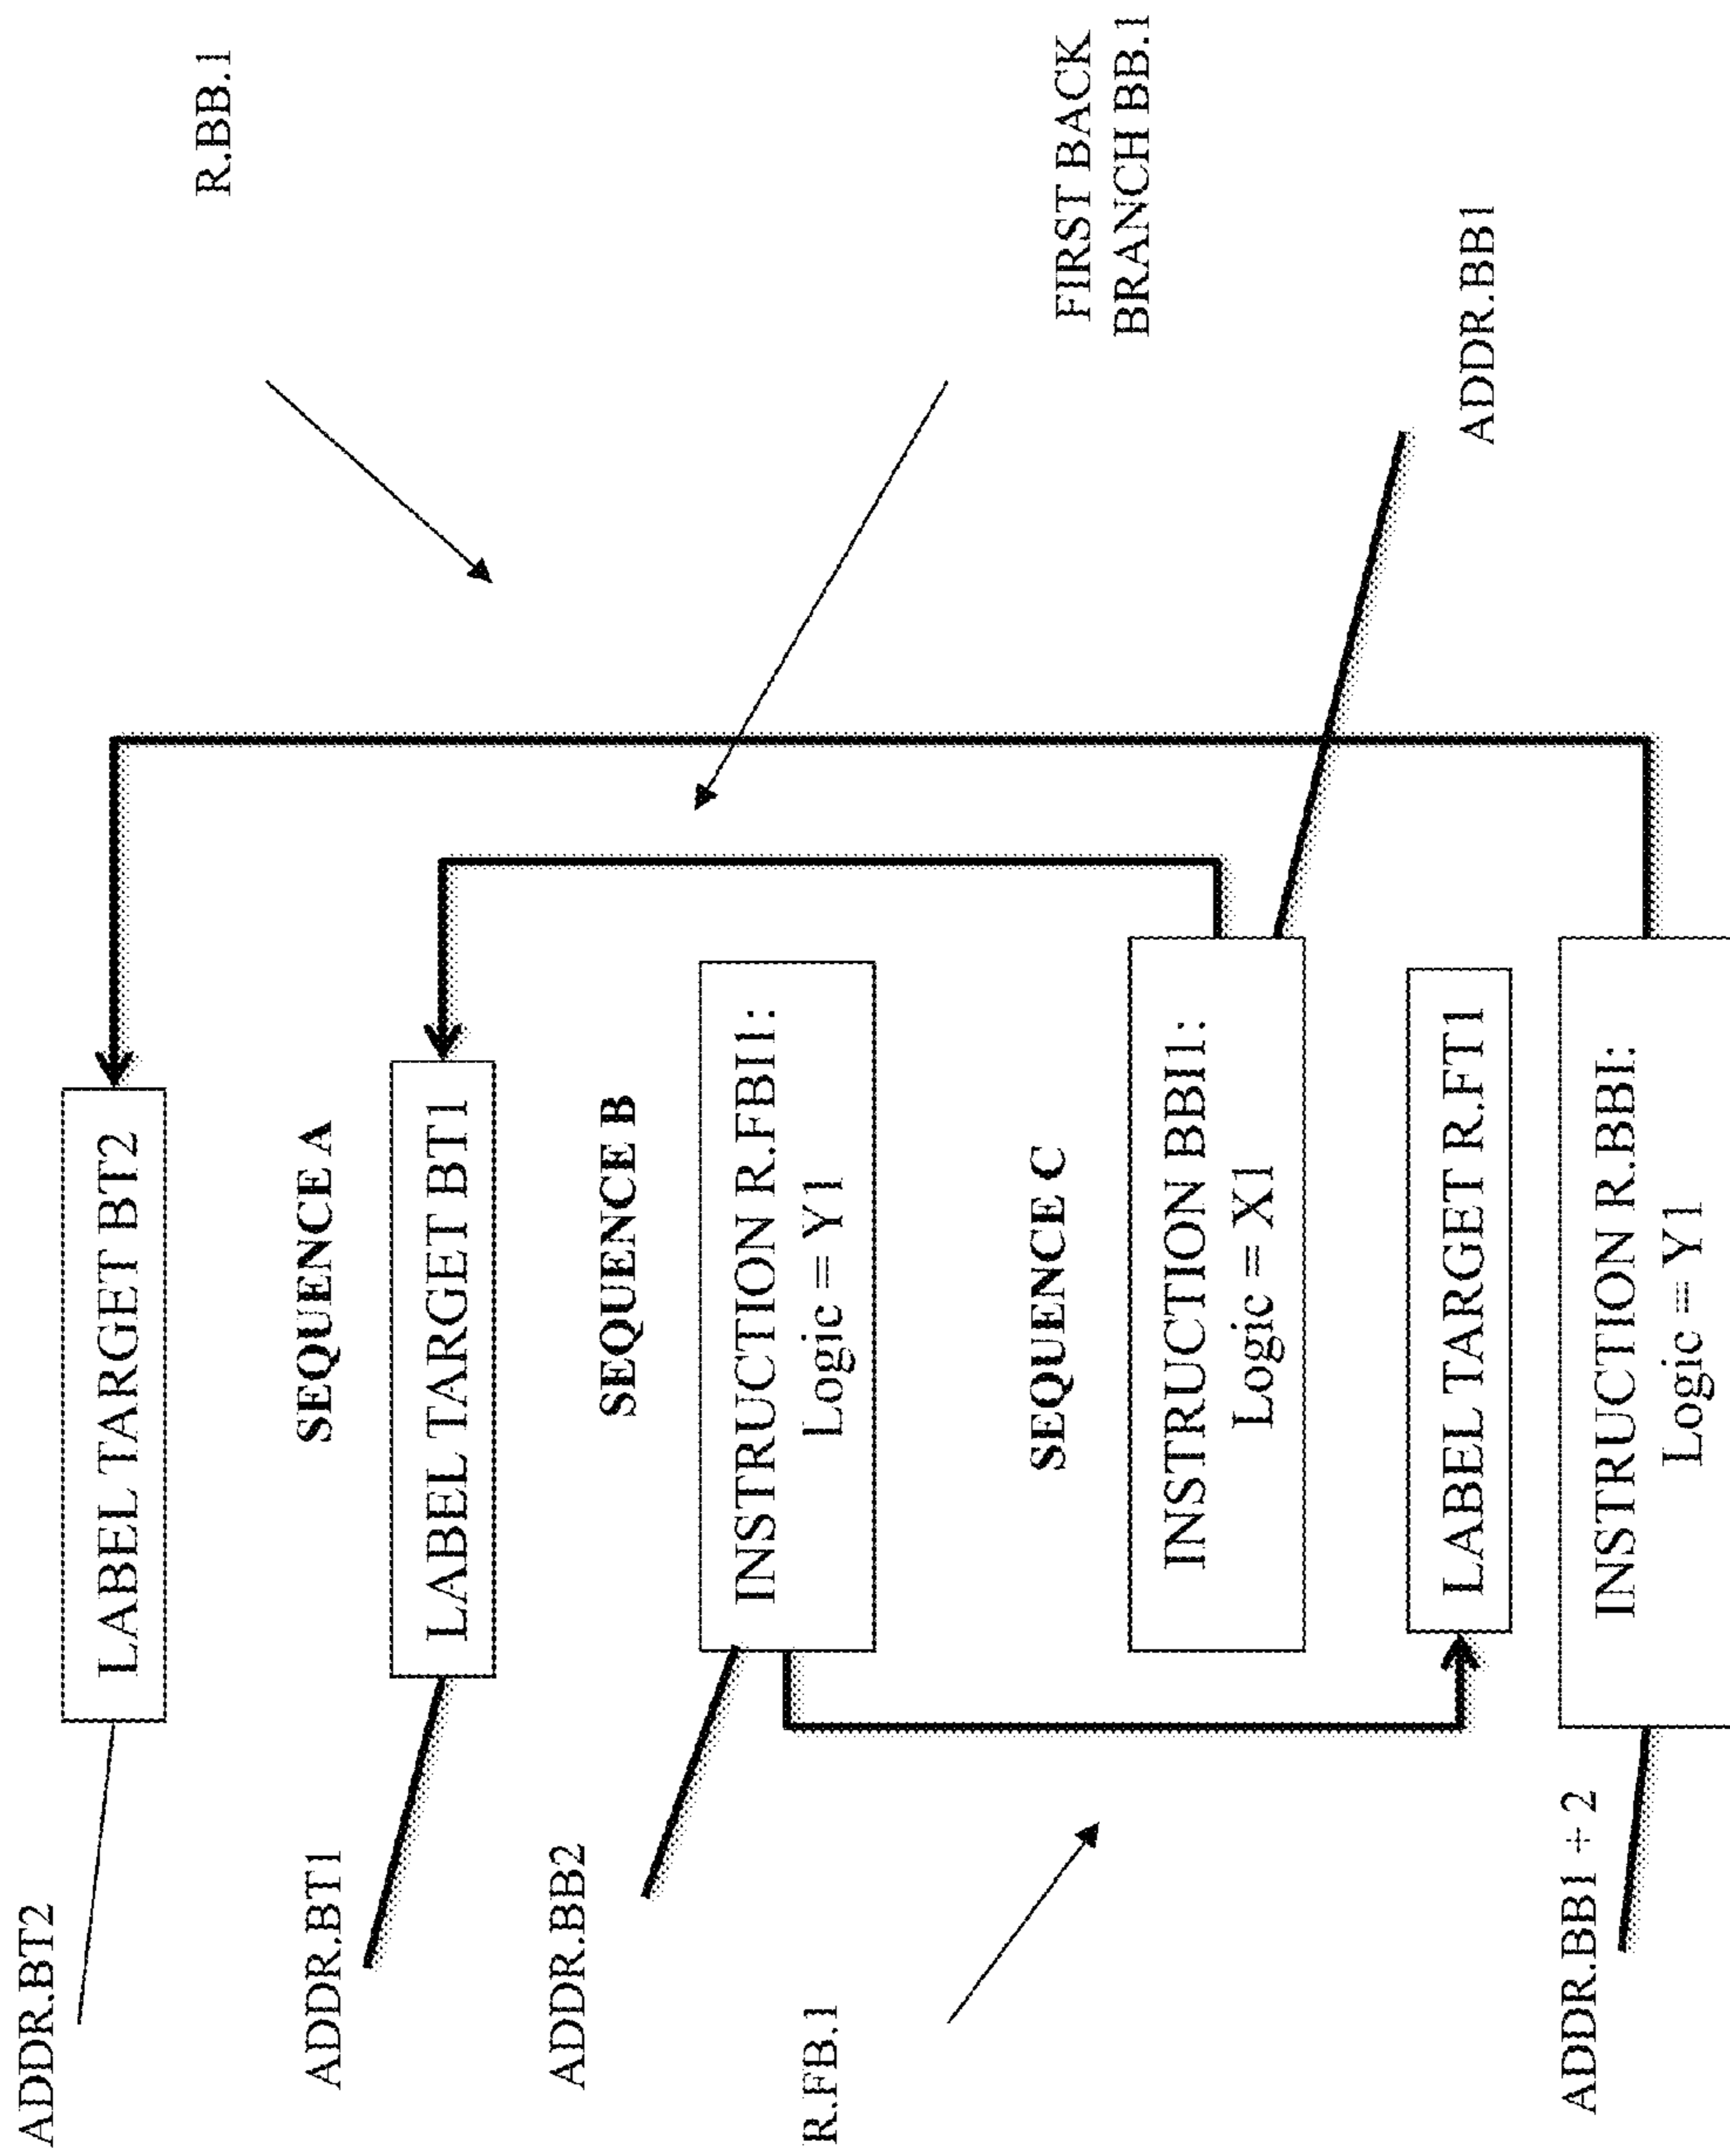 ADDR.BT2
LABEL TARGET BT2
R.BB.1
ADDR.BT1
SEQUENCE A
LABEL TARGET BT1
ADDR.BB2
SEQUENCE B
INSTRUCTION R.FBI1:
Logic = Y1
R.FB.1
SEQUENCE C
FIRST BACK
BRANCH BB.1
INSTRUCTION BBI1:
Logic = X1
LABEL TARGET R.FT1
ADDR.BB1
ADDR.BB1 + 2
INSTRUCTION R.BBI:
Logic = Y1